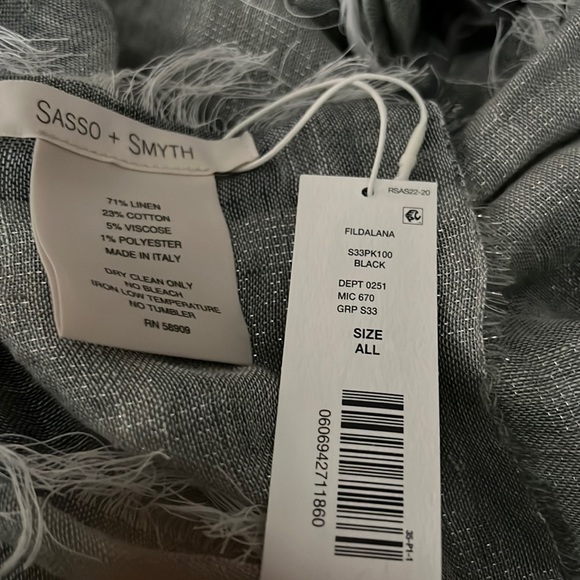 SASSO + SMYTH
71% LINEN
23% COTTON
5% VISCOSE
1% POLYESTER
MADE IN ITALY
DRY CLEAN ONLY
NO BLEACH
IRON LOW TEMPERATURE
NO TUMBLER
RN 58909
RSAS22-20
FILDALANA
S33PK100
BLACK
DEPT 0251
MIC 670
GRP S33
SIZE
ALL
0606942711860
35-P1-1